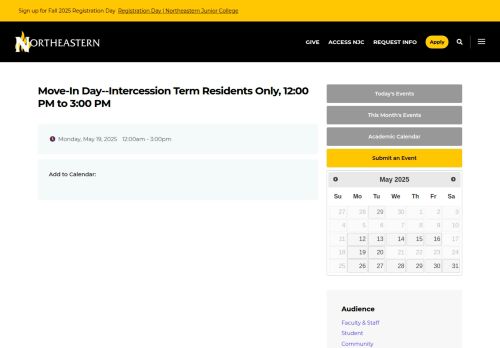 Sign up for Fall 2025 Registration Day Registration Day | Northeastern Junior College
NORTHEASTERN
GIVE ACCESS NJC REQUEST INFO Apply
Move-In Day--Intercession Term Residents Only, 12:00 PM to 3:00 PM
Monday, May 19, 2025 12:00am - 3:00pm
Add to Calendar:
Today's Events
This Month's Events
Academic Calendar
Submit an Event
May 2025
Su Mo Tu We Th Fr Sa
27 28 29 30 1 2 3
4 5 6 7 8 9 10
11 12 13 14 15 16 17
18 19 20 21 22 23 24
25 26 27 28 29 30 31
Audience
Faculty & Staff
Student
Community